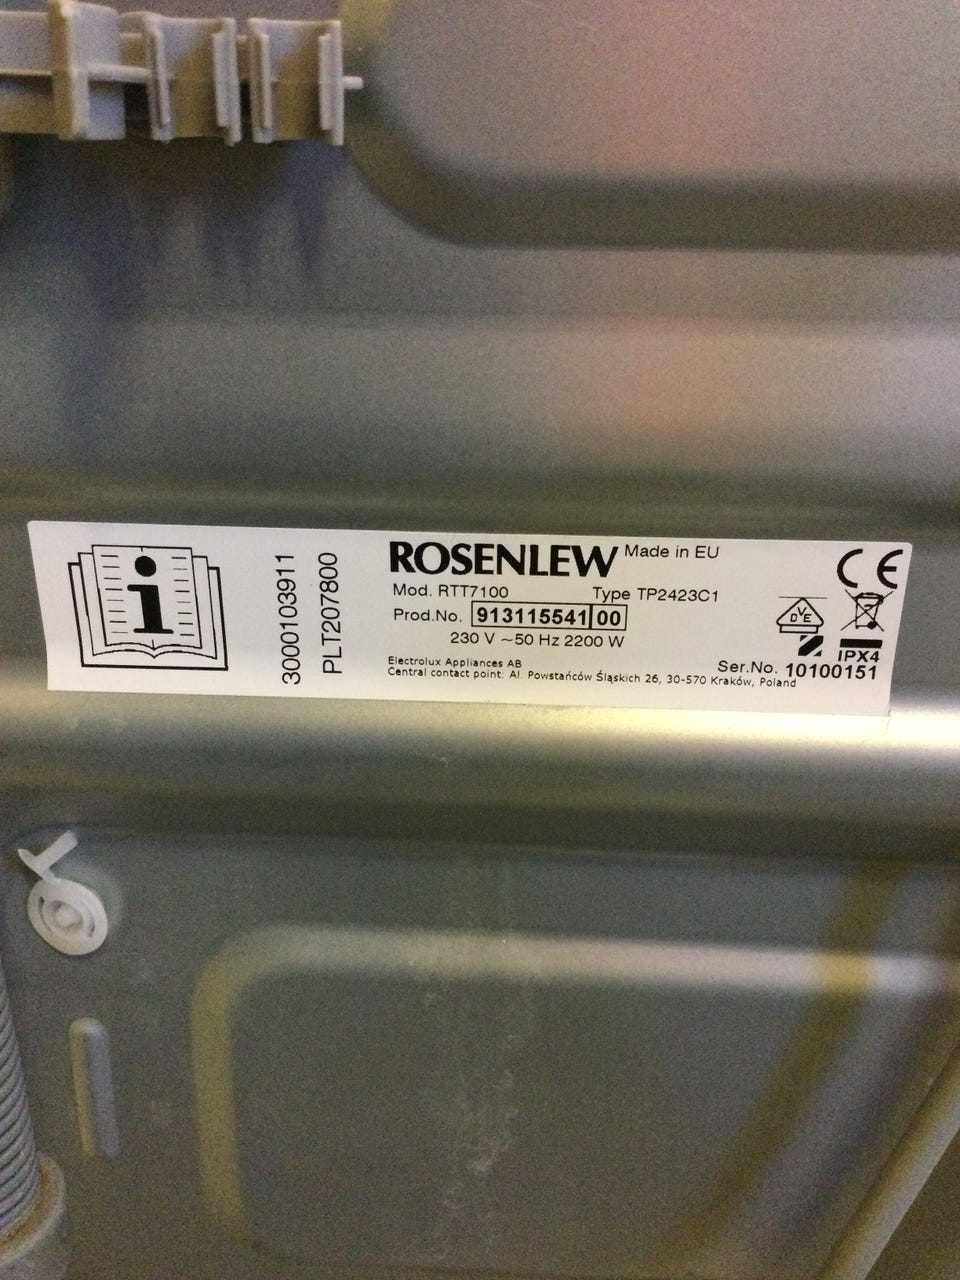 3000103911
PLT207800
ROSENLEW Made in EU
Mod. RTT7100 Type TP2423C1
Prod.No. 913115541 00
230 V ~50 Hz 2200 W
Electrolux Appliances AB
Central contact point: Al. Powstańców Śląskich 26, 30-570 Kraków, Poland
Ser.No. 10100151
CE
DVE
IPX4